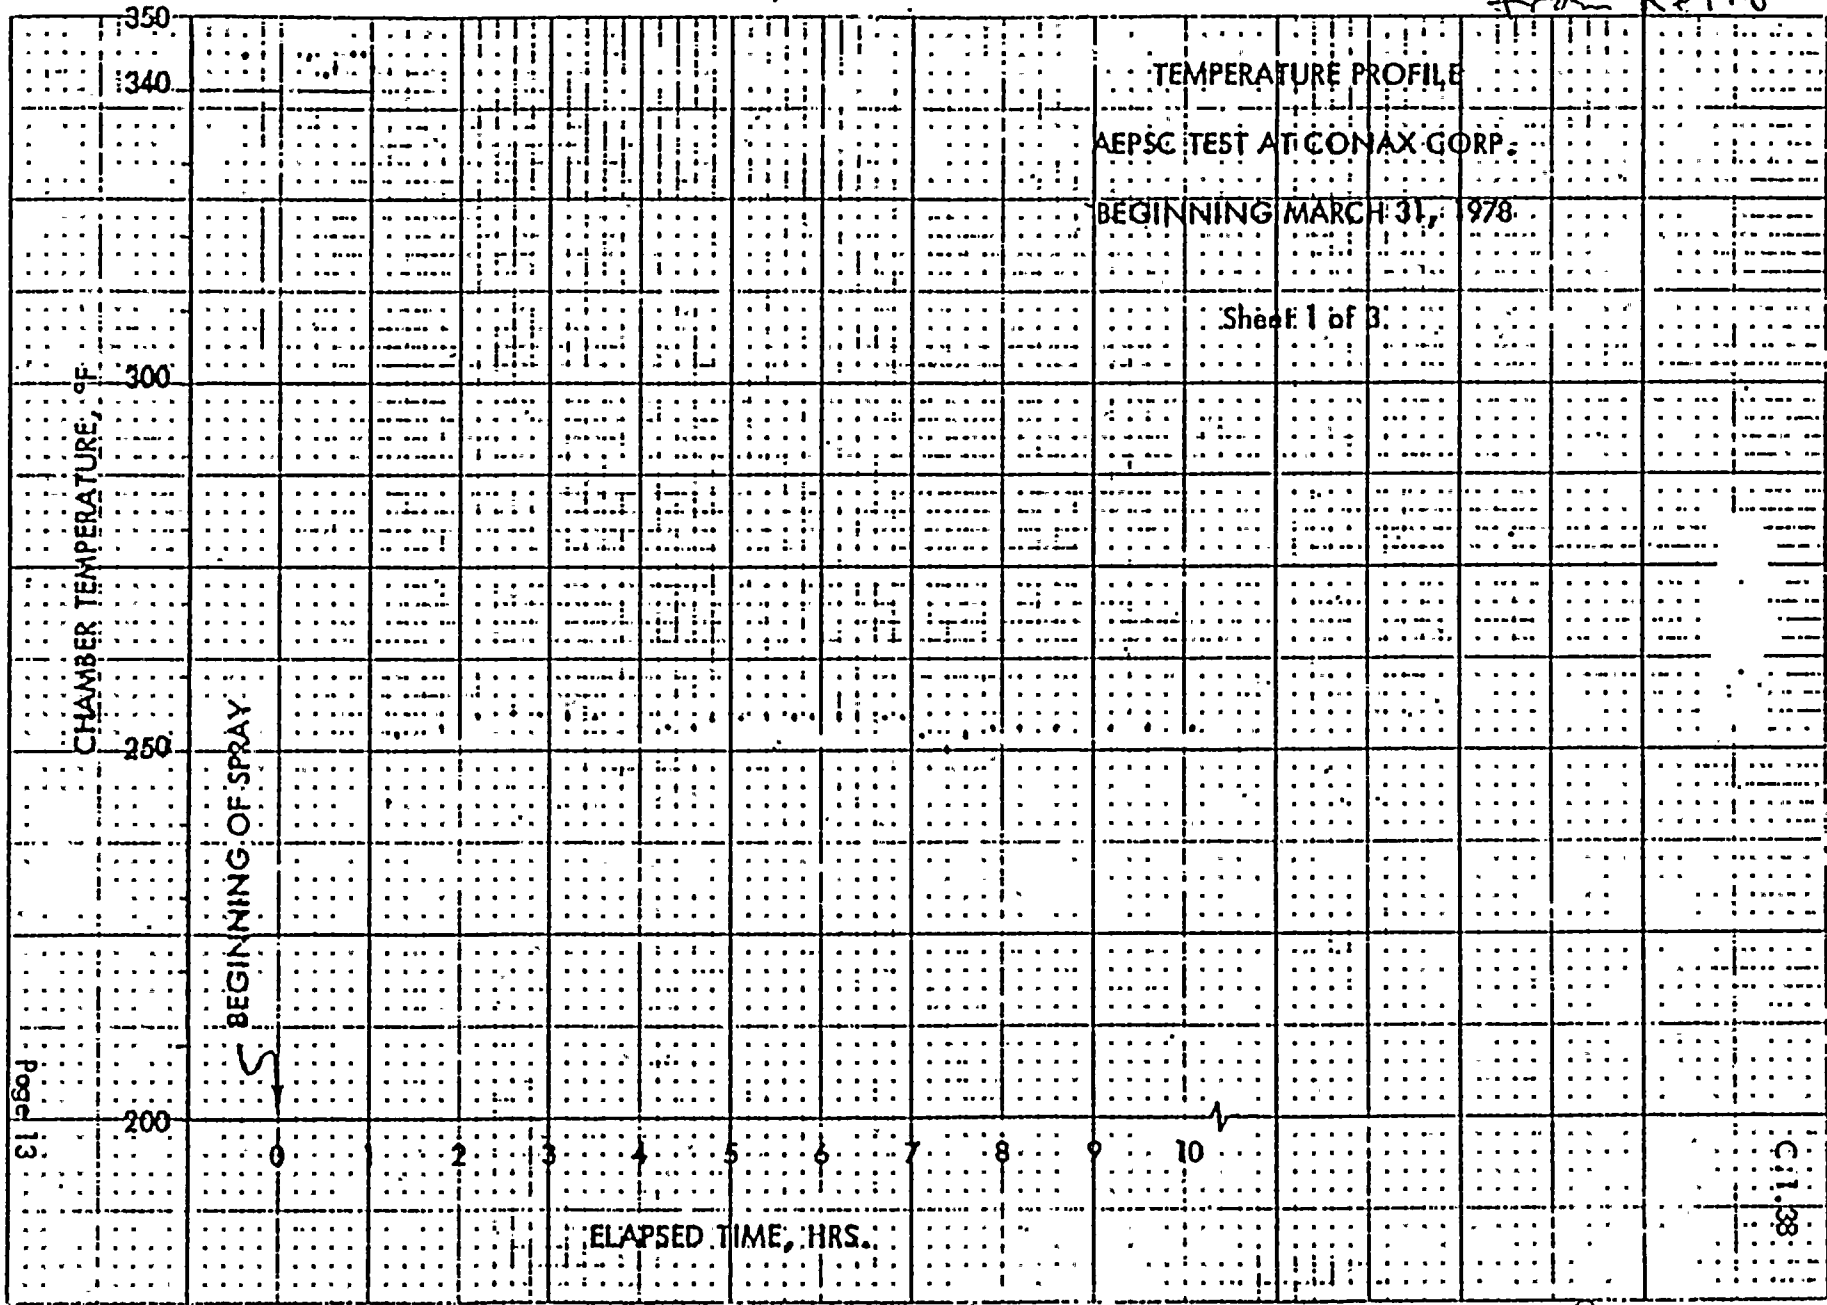 TEMPERATURE PROFILE
AEPSC TEST AT CONAX CORP.
BEGINNING MARCH 31, 1978
Sheet 1 of 3
CHAMBER TEMPERATURE, °F
350
340
300
250
200
BEGINNING OF SPRAY
0 1 2 3 4 5 6 7 8 9 10
ELAPSED TIME, HRS.
Page 13
C.1.38